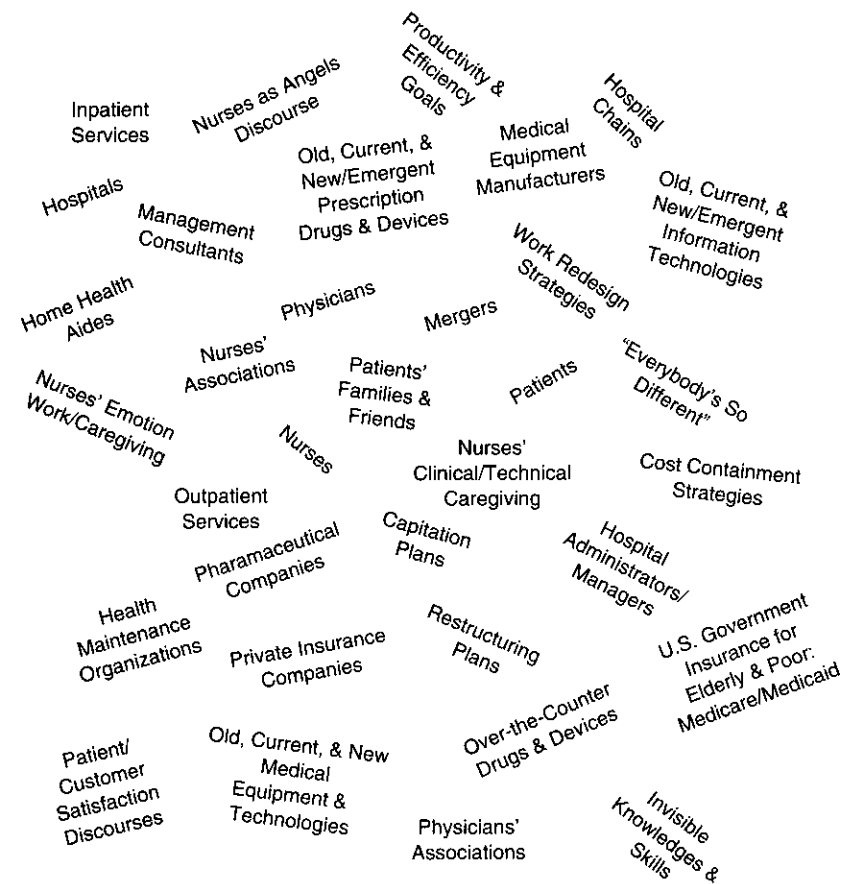 Productivity &
Efficiency
Goals
Nurses as Angels
Discourse
Inpatient
Services
Hospital
Chains
Medical
Equipment
Manufacturers
Old, Current, &
New/Emergent
Prescription
Drugs & Devices
Old, Current, &
New/Emergent
Information
Technologies
Hospitals
Management
Consultants
Work Redesign
Strategies
Home Health
Aides
Physicians
Mergers
Nurses'
Associations
Patients'
Families &
Friends
Patients
"Everybody's So
Different"
Nurses' Emotion
Work/Caregiving
Nurses
Nurses'
Clinical/Technical
Caregiving
Cost Containment
Strategies
Outpatient
Services
Capitation
Plans
Hospital
Administrators/
Managers
Pharamaceutical
Companies
Health
Maintenance
Organizations
Private Insurance
Companies
Restructuring
Plans
U.S. Government
Insurance for
Elderly & Poor:
Medicare/Medicaid
Over-the-Counter
Drugs & Devices
Patient/
Customer
Satisfaction
Discourses
Old, Current, & New
Medical
Equipment &
Technologies
Physicians'
Associations
Invisible
Knowledges &
Skills